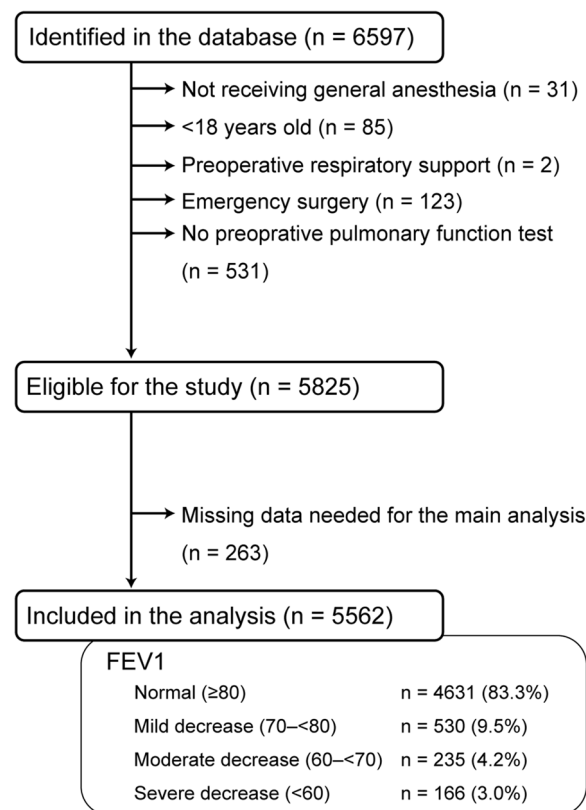 Identified in the database (n = 6597)
Not receiving general anesthesia (n = 31)
<18 years old (n = 85)
Preoperative respiratory support (n = 2)
Emergency surgery (n = 123)
No preoprative pulmonary function test
(n = 531)
Eligible for the study (n = 5825)
Missing data needed for the main analysis
(n = 263)
Included in the analysis (n = 5562)
FEV1
Normal (≥80) n = 4631 (83.3%)
Mild decrease (70–<80) n = 530 (9.5%)
Moderate decrease (60–<70) n = 235 (4.2%)
Severe decrease (<60) n = 166 (3.0%)